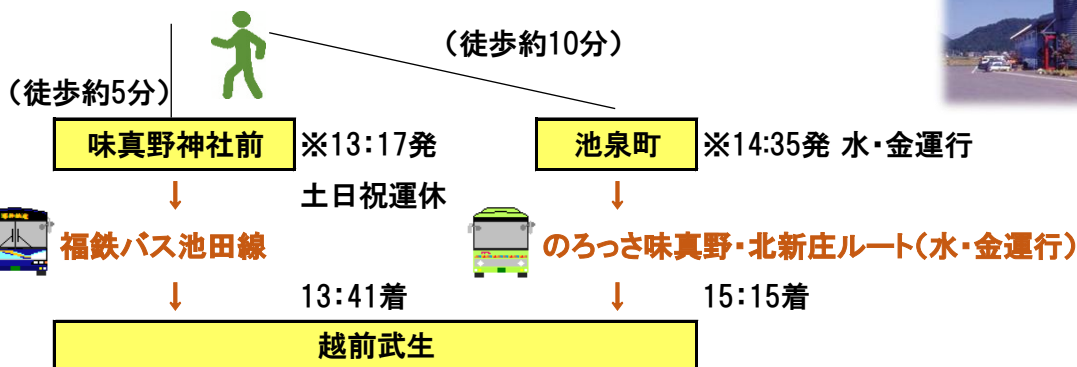 （徒歩約10分）
（徒歩約5分）
味真野神社前 ※13：17発
池泉町 ※14:35発 水・金運行
土日祝運休
福鉄バス池田線
のろっさ味真野・北新庄ルート（水・金運行）
13：41着
15：15着
越前武生